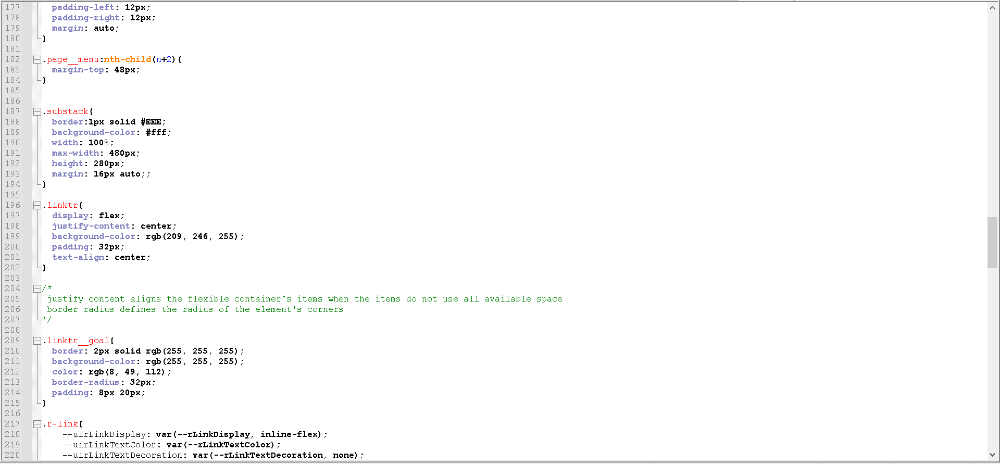 177 padding-left: 12px;
178 padding-right: 12px;
179 margin: auto;
180 }
181
182 .page__menu:nth-child(n+2){
183 margin-top: 48px;
184 }
185
186
187 .substack{
188 border:1px solid #EEE;
189 background-color: #fff;
190 width: 100%;
191 max-width: 480px;
192 height: 280px;
193 margin: 16px auto;;
194 }
195
196 .linktr{
197 display: flex;
198 justify-content: center;
199 background-color: rgb(209, 246, 255);
200 padding: 32px;
201 text-align: center;
202 }
203
204 /*
205 justify content aligns the flexible container's items when the items do not use all available space
206 border radius defines the radius of the element's corners
207 */
208
209 .linktr__goal{
210 border: 2px solid rgb(255, 255, 255);
211 background-color: rgb(255, 255, 255);
212 color: rgb(8, 49, 112);
213 border-radius: 32px;
214 padding: 8px 20px;
215 }
216
217 .r-link{
218 --uirLinkDisplay: var(--rLinkDisplay, inline-flex);
219 --uirLinkTextColor: var(--rLinkTextColor);
220 --uirLinkTextDecoration: var(--rLinkTextDecoration, none);